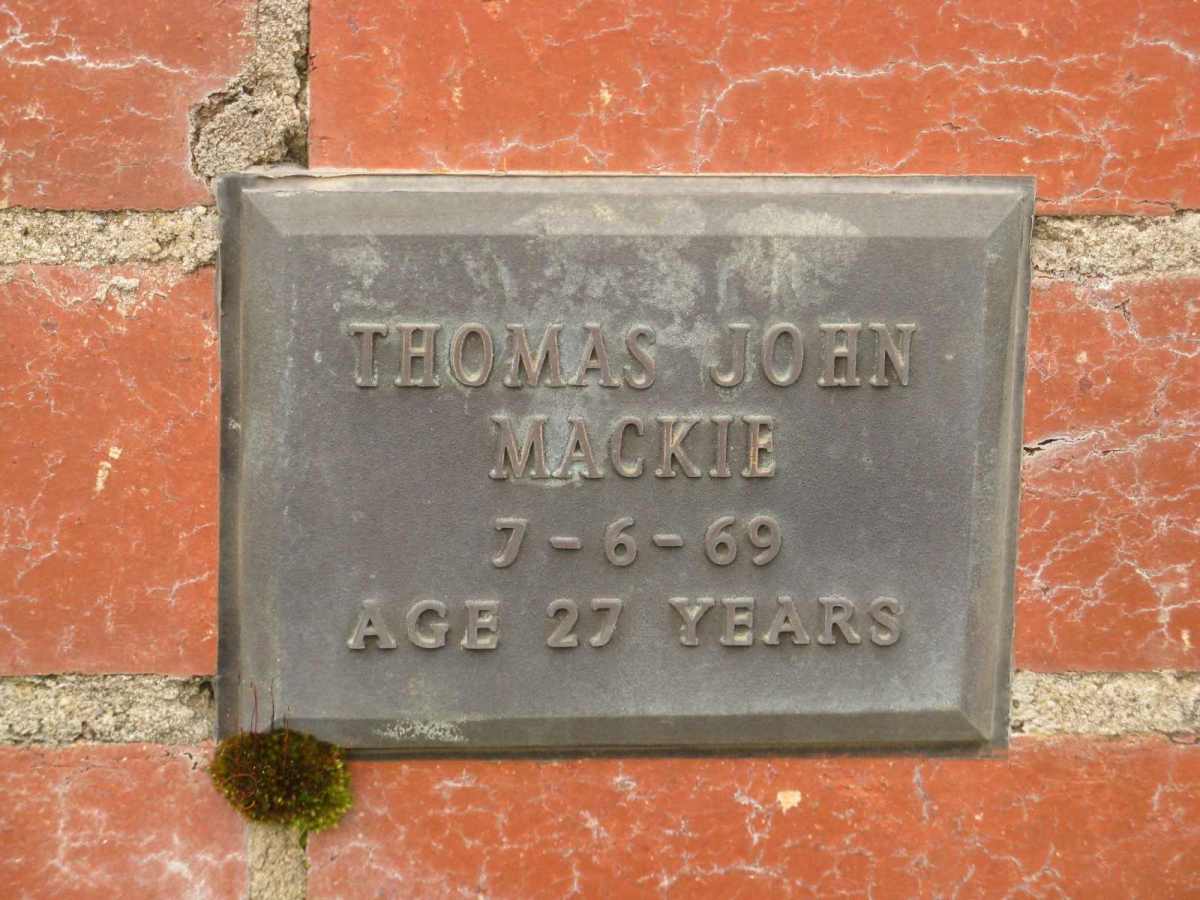 THOMAS JOHN
MACKIE
7-6-69
AGE 27 YEARS